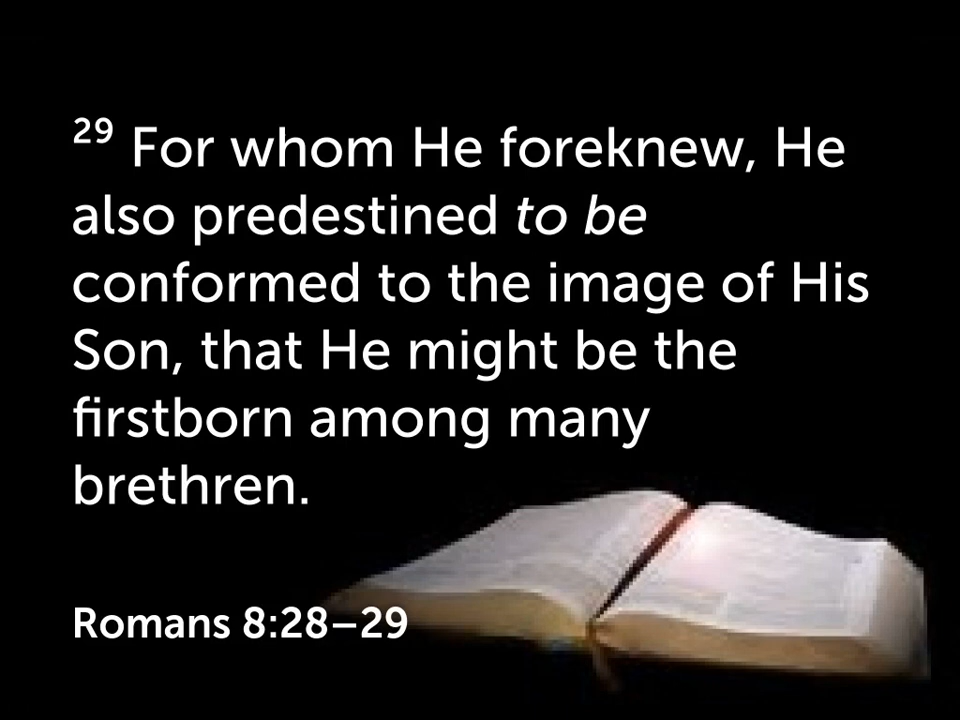 29 For whom He foreknew, He
also predestined to be
conformed to the image of His
Son, that He might be the
firstborn among many
brethren.
Romans 8:28–29